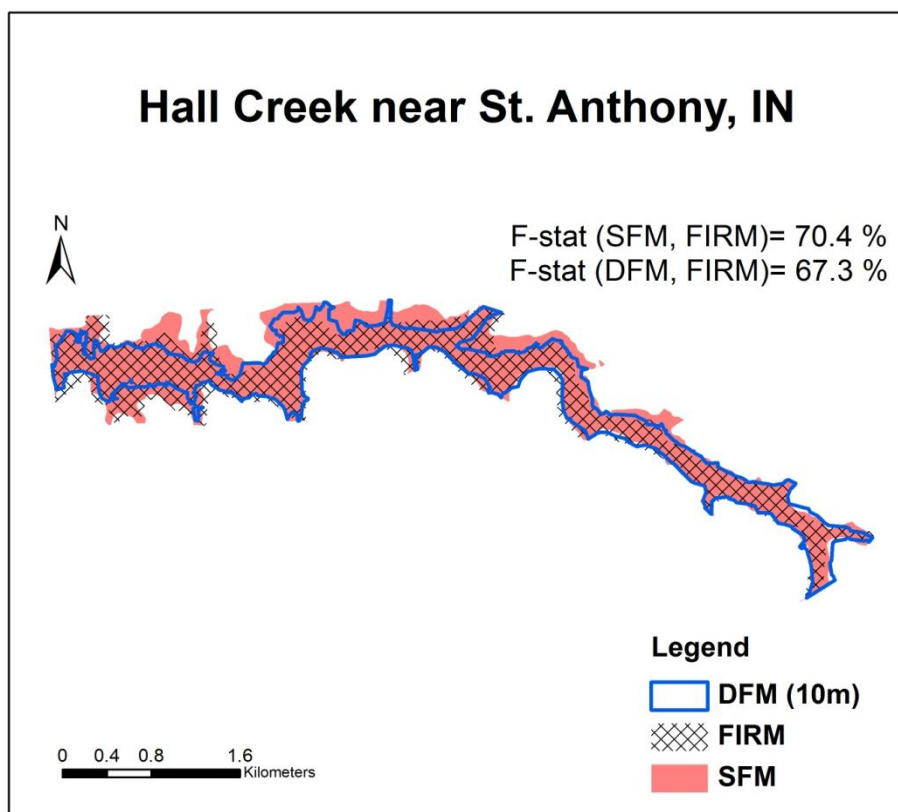 Hall Creek near St. Anthony, IN
N
F-stat (SFM, FIRM)= 70.4 %
F-stat (DFM, FIRM)= 67.3 %
Legend
DFM (10m)
FIRM
SFM
0 0.4 0.8 1.6
Kilometers